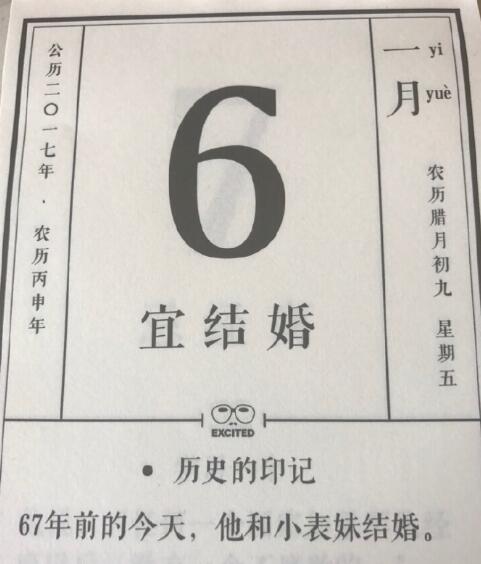 公历二〇一七年 · 农历丙申年
6
宜结婚
一月
yi
yuè
农历腊月初九 星期五
EXCITED
• 历史的印记
67年前的今天，他和小表妹结婚。